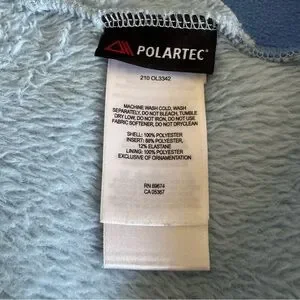 POLARTEC
210 OL3342
MACHINE WASH COLD, WASH
SEPARATELY, DO NOT BLEACH, TUMBLE
DRY LOW, DO NOT IRON, DO NOT USE
FABRIC SOFTENER, DO NOT DRYCLEAN
SHELL: 100% POLYESTER
INSERT: 88% POLYESTER,
12% ELASTANE
LINING: 100% POLYESTER
EXCLUSIVE OF ORNAMENTATION
RN 89674
CA 05367